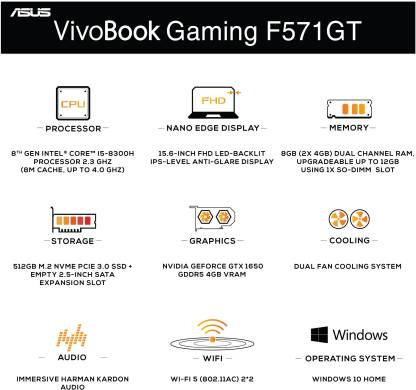 ASUS
VivoBook Gaming F571GT
CPU
FHD
PROCESSOR
NANO EDGE DISPLAY
MEMORY
8TH GEN INTEL® CORE™ I5-8300H
PROCESSOR 2.3 GHZ
(8M CACHE, UP TO 4.0 GHZ)
15.6-INCH FHD LED-BACKLIT
IPS-LEVEL ANTI-GLARE DISPLAY
8GB (2X 4GB) DUAL CHANNEL RAM,
UPGRADEABLE UP TO 12GB
USING 1X SO-DIMM SLOT
STORAGE
GRAPHICS
COOLING
512GB M.2 NVME PCIE 3.0 SSD +
EMPTY 2.5-INCH SATA
EXPANSION SLOT
NVIDIA GEFORCE GTX 1650
GDDR5 4GB VRAM
DUAL FAN COOLING SYSTEM
Windows
AUDIO
WIFI
OPERATING SYSTEM
IMMERSIVE HARMAN KARDON
AUDIO
WI-FI 5 (802.11AC) 2*2
WINDOWS 10 HOME